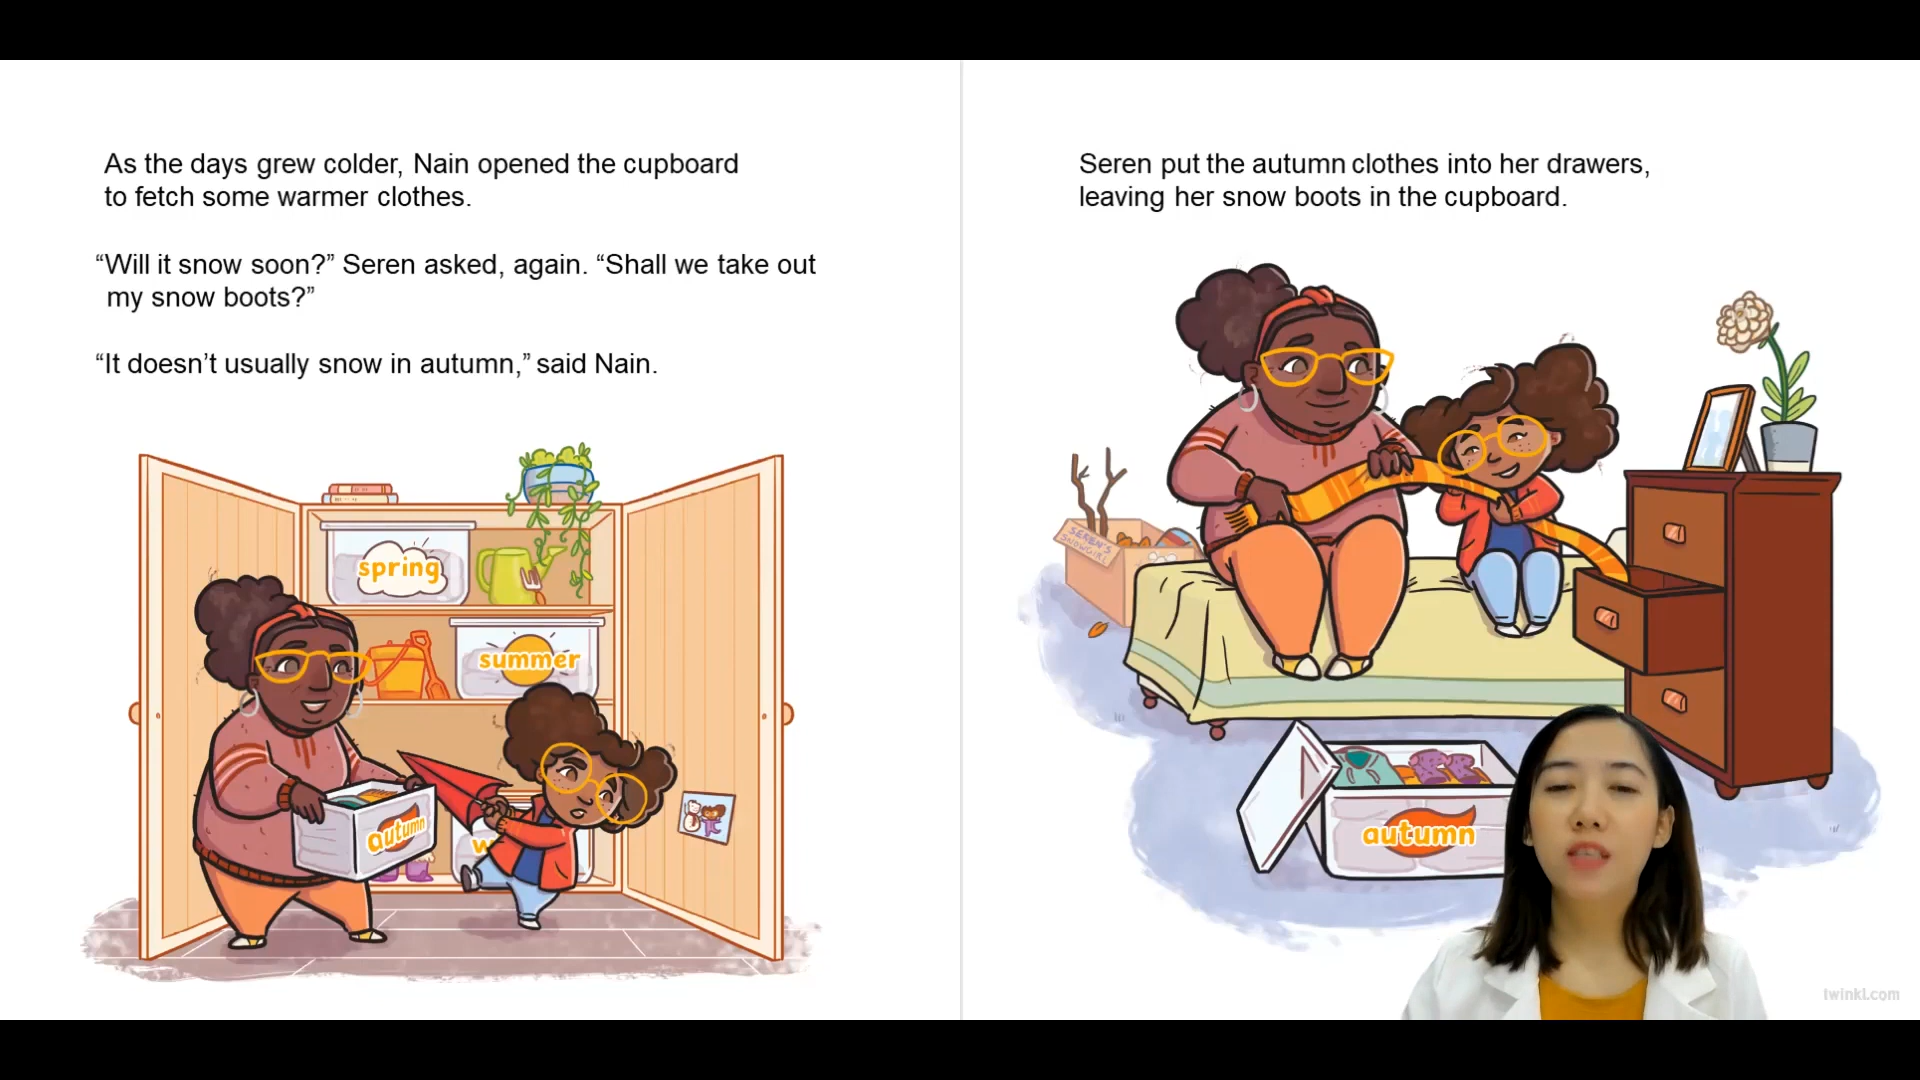 As the days grew colder, Nain opened the cupboard
to fetch some warmer clothes.
“Will it snow soon?” Seren asked, again. “Shall we take out
my snow boots?”
“It doesn’t usually snow in autumn,” said Nain.
spring
summer
autumn
w
Seren put the autumn clothes into her drawers,
leaving her snow boots in the cupboard.
SEREN'S
SNOWGIRL
autumn
twinkl.com